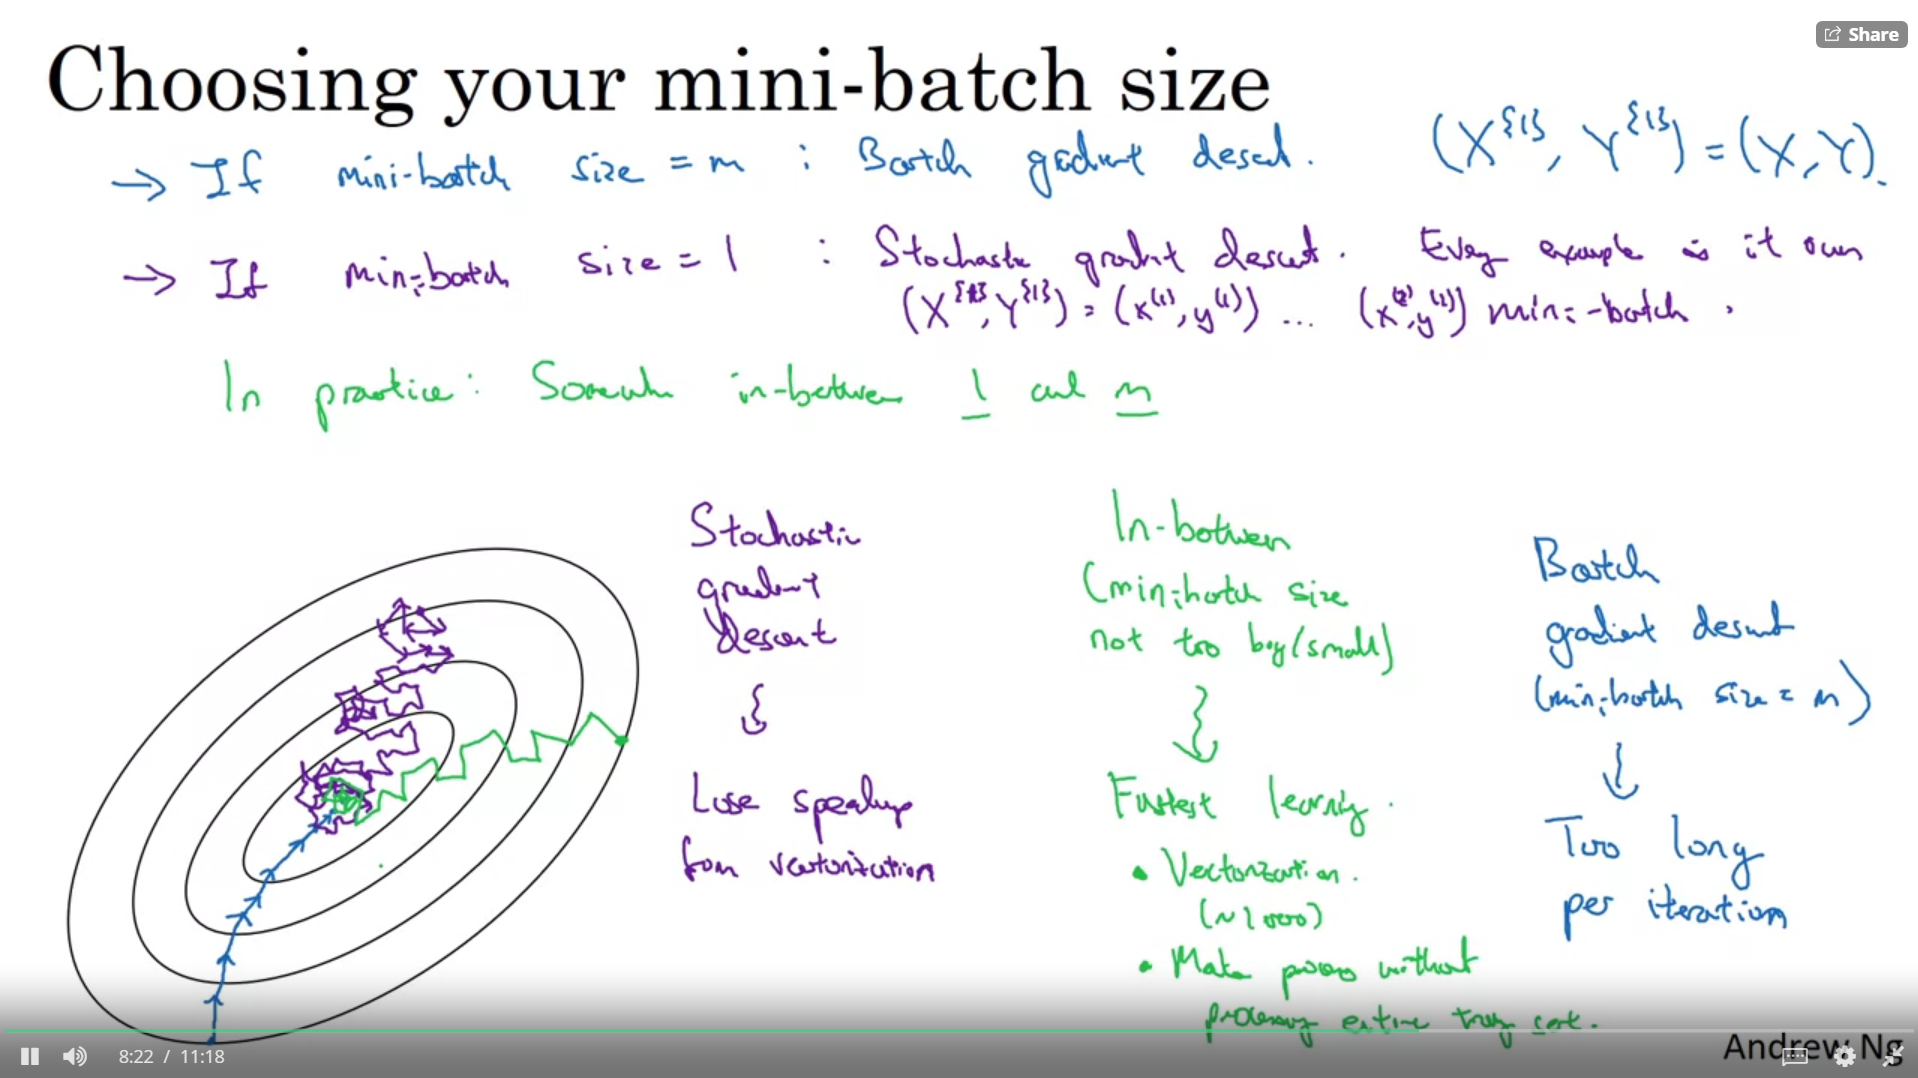 Share
Choosing your mini-batch size
→ If mini-batch size = m : Batch gradient descent. (X^{1}, Y^{1}) = (X, Y).
→ If mini-batch size = 1 : Stochastic gradient descent. Every example is it own
(X^{1}, Y^{1}) = (x^(1), y^(1)) ... (x^(2), y^(2)) mini-batch.
In practice: Somewhere in-between 1 and m
Stochastic
gradient
descent
Lose speedup
from vectorization
In-between
(mini-batch size
not too big/small)
Fastest learning.
• Vectorization.
(~1000)
• Make progress without
processing entire training set.
Batch
gradient descent
(mini-batch size = m)
Too long
per iteration
Andrew Ng
8:22 / 11:18